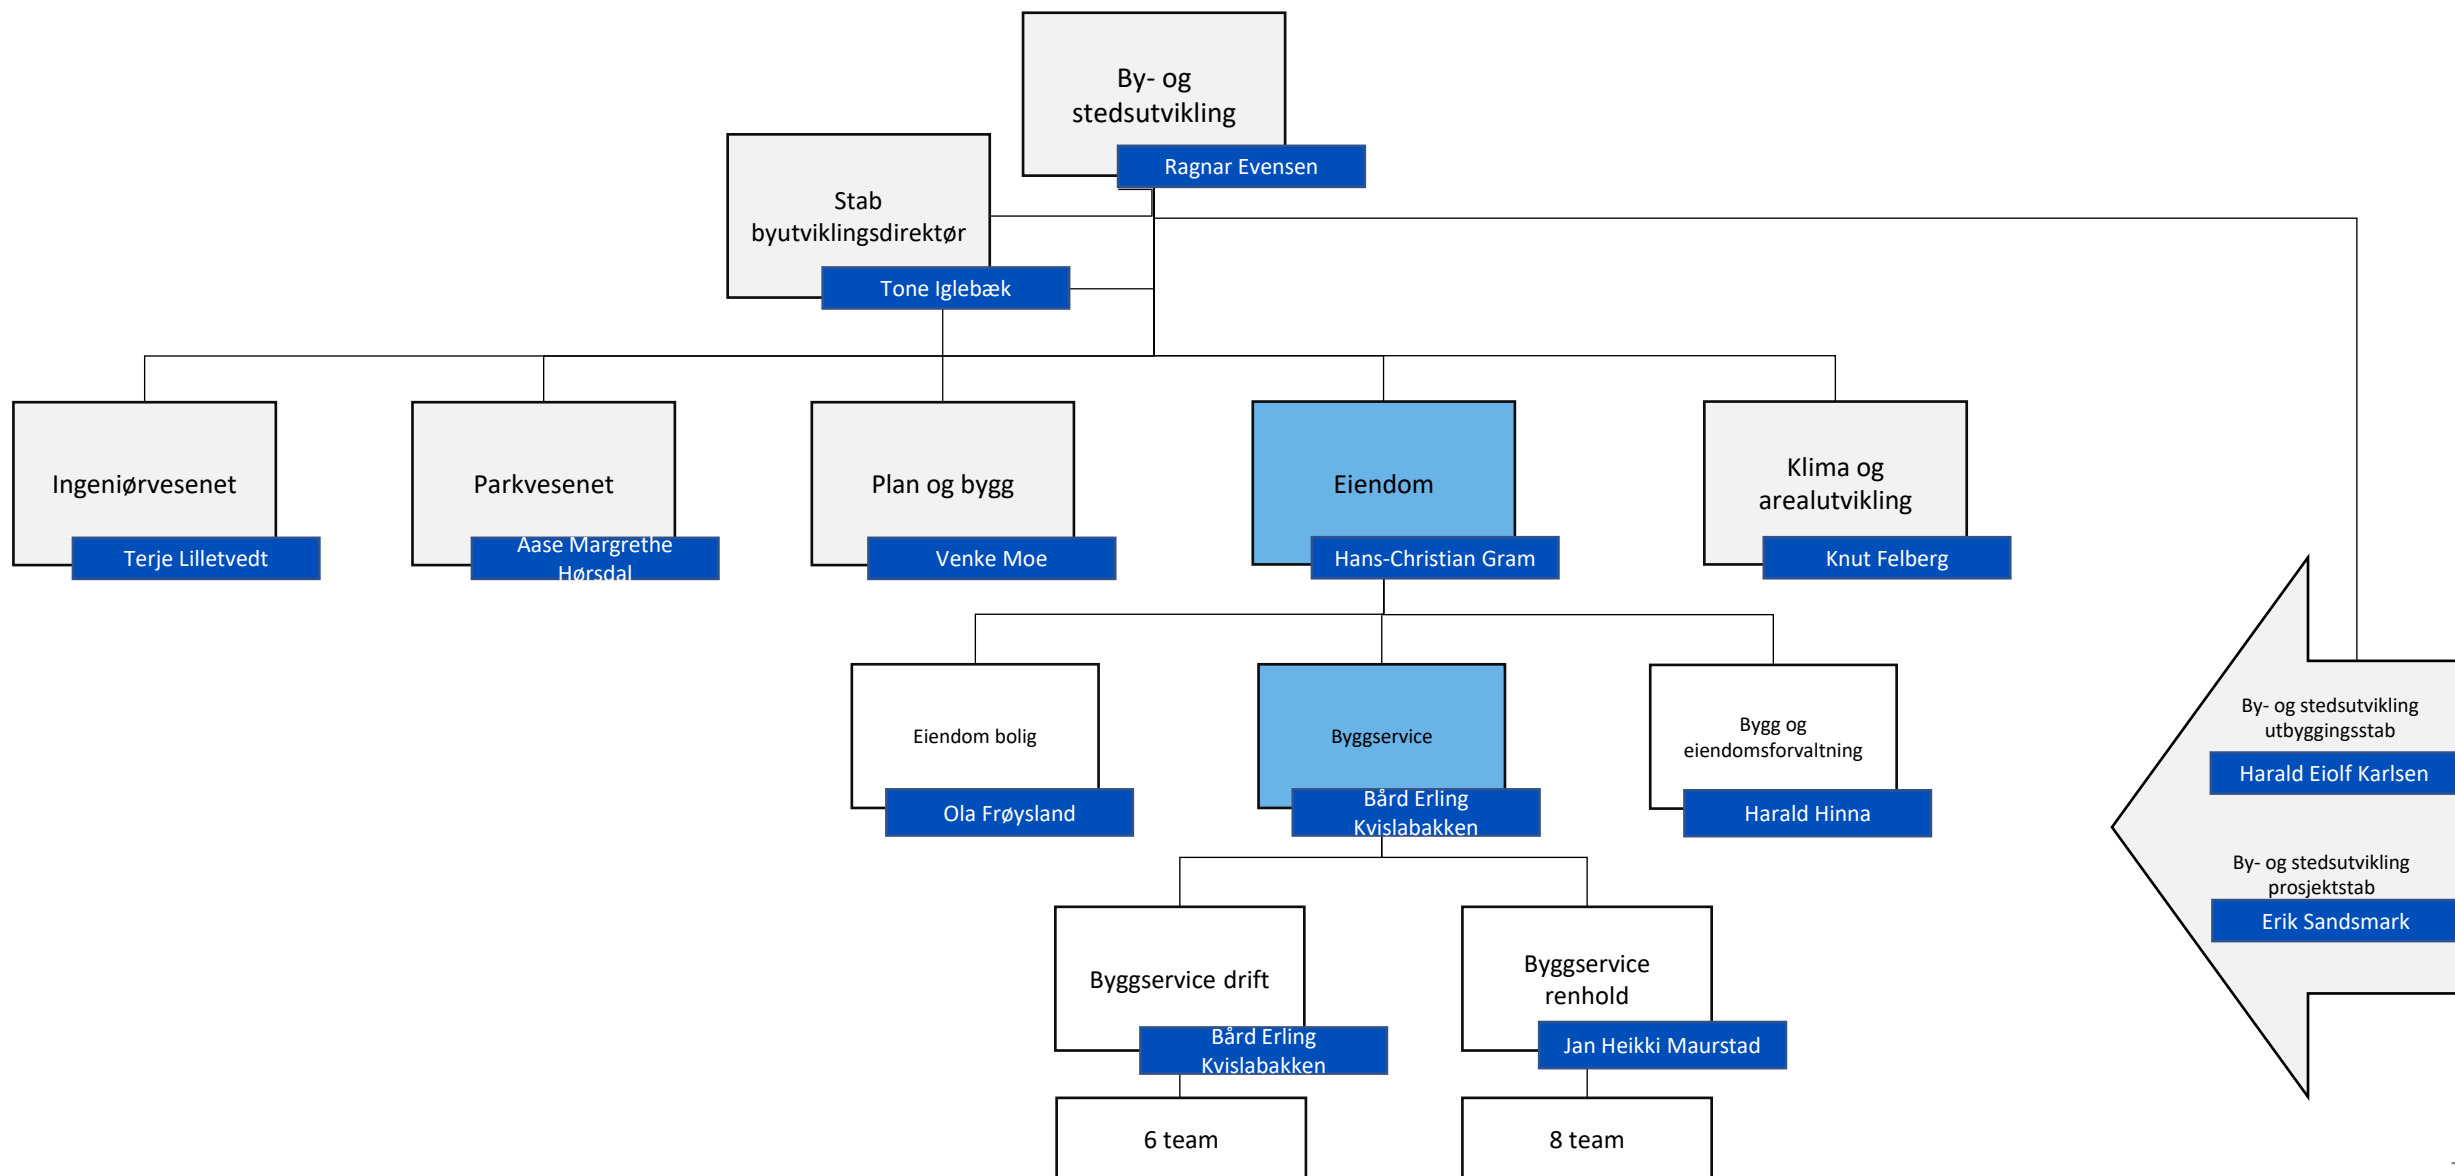 By- og
stedsutvikling
Ragnar Evensen
Stab
byutviklingsdirektør
Tone Iglebæk
Ingeniørvesenet
Terje Lilletvedt
Parkvesenet
Aase Margrethe
Hørsdal
Plan og bygg
Venke Moe
Eiendom
Hans-Christian Gram
Klima og
arealutvikling
Knut Felberg
Eiendom bolig
Ola Frøysland
Byggservice
Bård Erling
Kvislabakken
Bygg og
eiendomsforvaltning
Harald Hinna
By- og stedsutvikling
utbyggingsstab
Harald Eiolf Karlsen
By- og stedsutvikling
prosjektstab
Erik Sandsmark
Byggservice drift
Bård Erling
Kvislabakken
Byggservice
renhold
Jan Heikki Maurstad
6 team
8 team